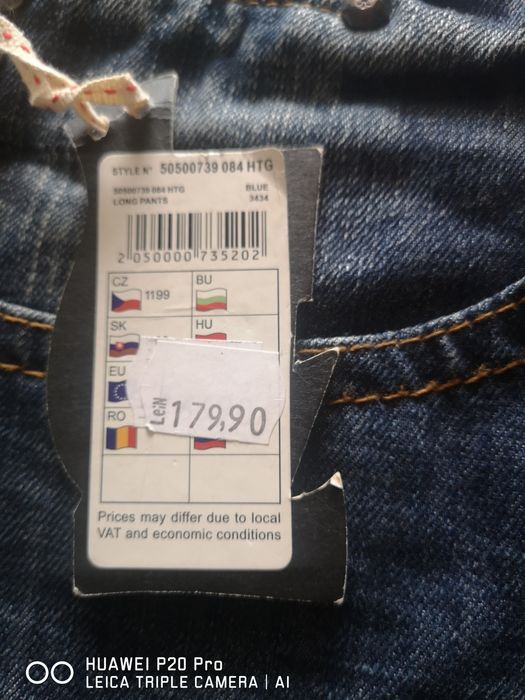 STYLE N° 50500739 084 HTG
50500739 084 HTG BLUE
LONG PANTS 3434
2 050000 735202
CZ 1199 BU
SK HU
EU
RO
LeiN 179,90
Prices may differ due to local
VAT and economic conditions
HUAWEI P20 Pro
LEICA TRIPLE CAMERA | AI